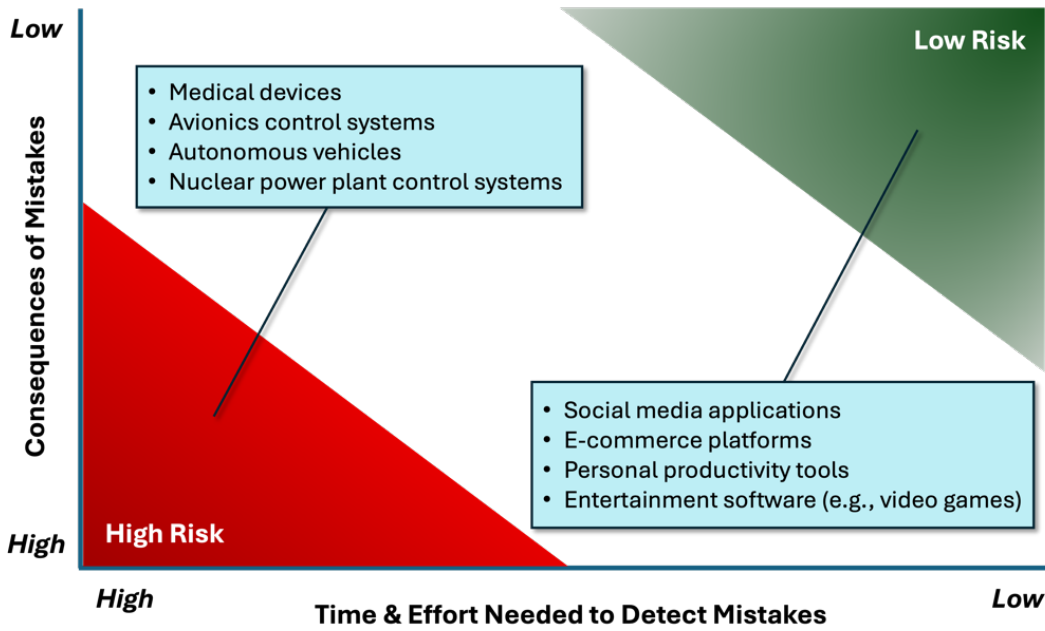 Low
Low Risk
• Medical devices
• Avionics control systems
• Autonomous vehicles
• Nuclear power plant control systems
Consequences of Mistakes
• Social media applications
• E-commerce platforms
• Personal productivity tools
• Entertainment software (e.g., video games)
High Risk
High
High
Low
Time & Effort Needed to Detect Mistakes